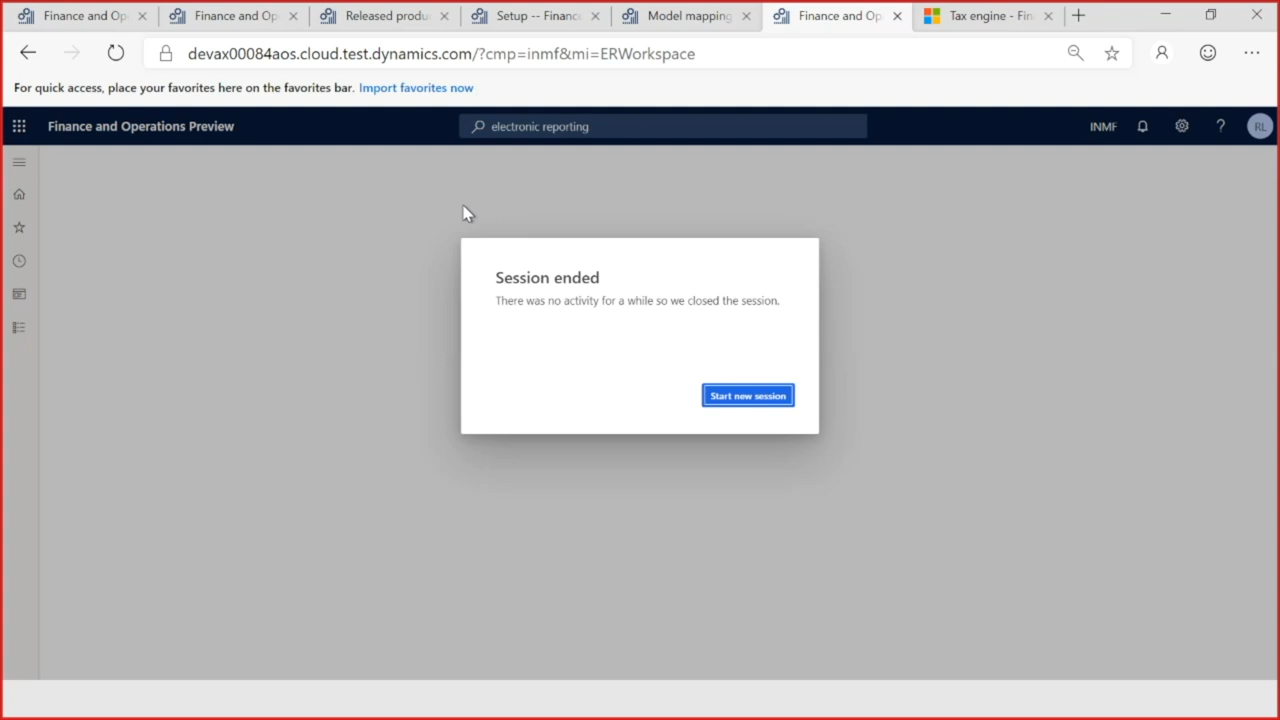 Finance and Op
Finance and Op
Released produ
Setup -- Financ
Model mapping
Finance and Op
Tax engine - Fin
devax00084aos.cloud.test.dynamics.com/?cmp=inmf&mi=ERWorkspace
For quick access, place your favorites here on the favorites bar. Import favorites now
Finance and Operations Preview
electronic reporting
INMF
?
RL
Session ended
There was no activity for a while so we closed the session.
Start new session